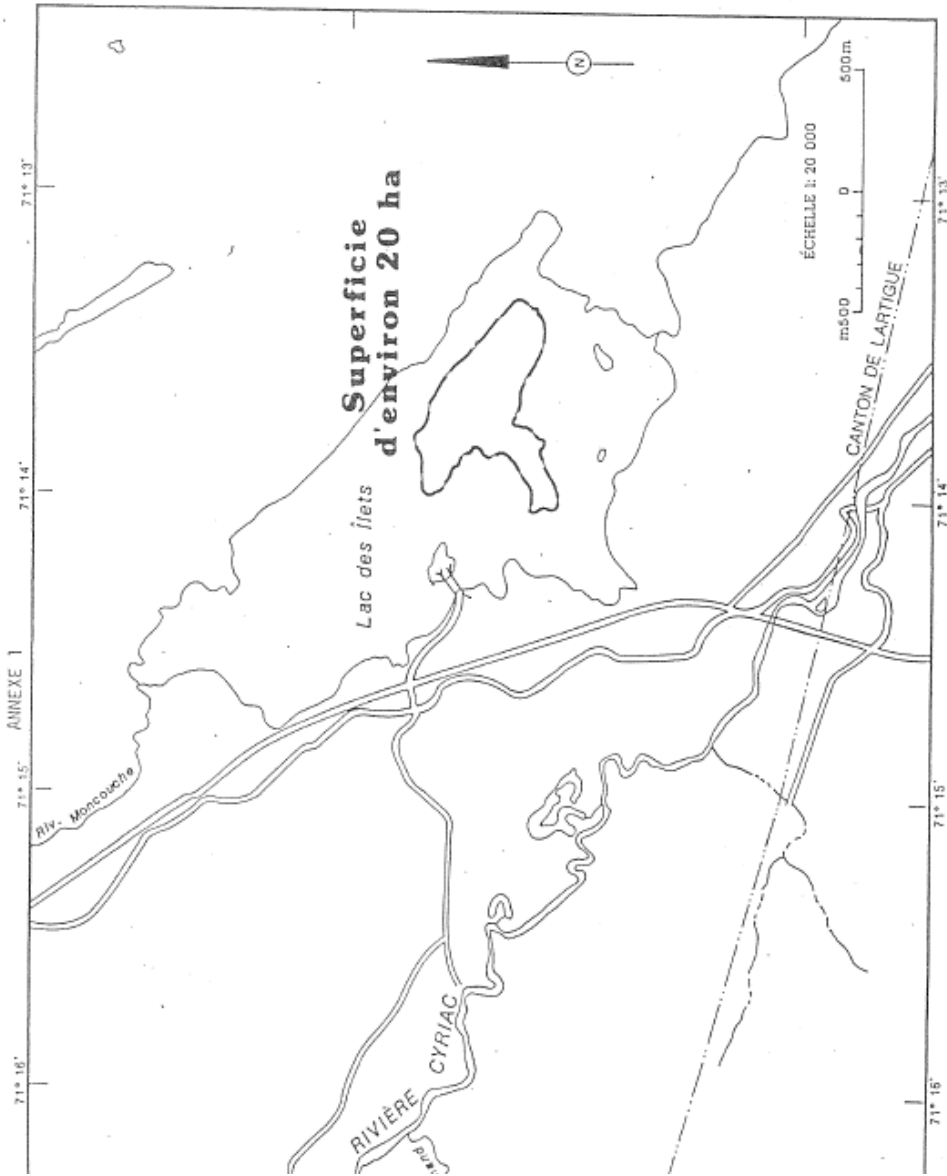 ANNEXE 1
71° 16'
71° 15'
71° 14'
71° 13'
Riv. Moncouche
Lac des Îlets
Superficie
d'environ 20 ha
N
RIVIÈRE CYRIAC
CANTON DE LARTIGUE
ÉCHELLE 1: 20 000
m500 0 500m
71° 16'
71° 15'
71° 14'
71° 13'